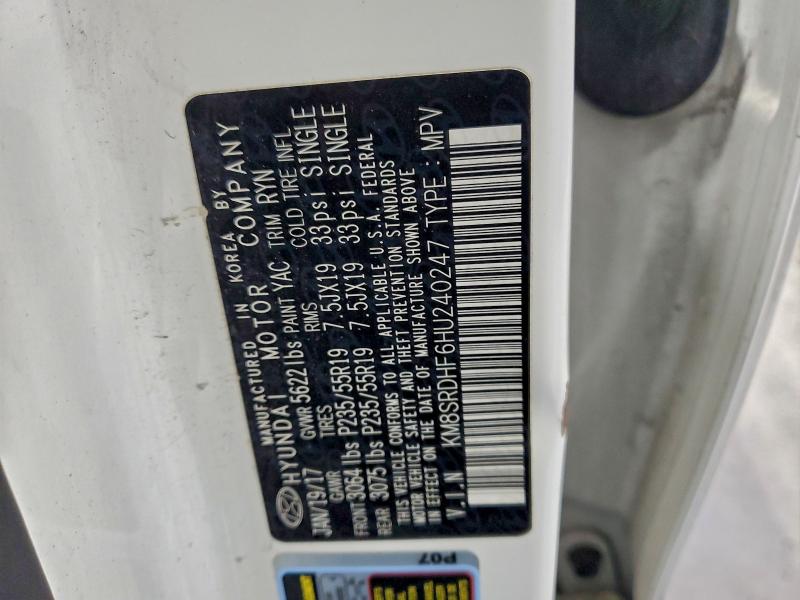 MANUFACTURED IN KOREA BY
HYUNDAI MOTOR COMPANY
JAN/19/17 GVWR 5622 lbs PAINT YAC TRIM RYN
GAWR TIRES RIMS COLD TIRE INFL
FRONT 3064 lbs P235/55R19 7.5JX19 33psi SINGLE
REAR 3075 lbs P235/55R19 7.5JX19 33psi SINGLE
THIS VEHICLE CONFORMS TO ALL APPLICABLE U.S.A. FEDERAL
MOTOR VEHICLE SAFETY AND THEFT PREVENTION STANDARDS
IN EFFECT ON THE DATE OF MANUFACTURE SHOWN ABOVE
V.I.N : KM8SRDHF6HU240247 TYPE : MPV
P07